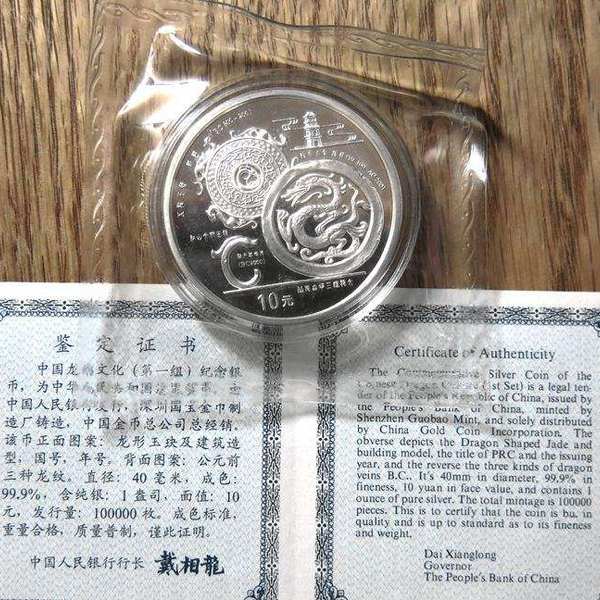 10元
鉴定证书
中国龙 文化(第一组)纪念银
币,为中华人民共和国法定货币,由
中国人民银行发行,深圳国宝金币制
造厂铸造,中国金币总公司总经销。
该币正面图案:龙形玉玦及建筑造
型,国号,年号。背面图案:公元前
三种龙纹。直径:40毫米,成色:
99.9%,含纯银:1盎司,面值:10
元,发行量:100000枚。成色标准,
重量合格,质量普制,谨此证明。
中国人民银行行长 戴相龍
Certificate of Authenticity
The Commemorative Silver Coin of the
Chinese Dragon Culture (1st Set) is a legal ten-
der of the People's Republic of China, issued by
the People's Bank of China, minted by
Shenzhen Guobao Mint, and solely distributed
by China Gold Coin Incorporation. The
obverse depicts the Dragon Shaped Jade and
building model, the title of PRC and the issuing
year, and the reverse the three kinds of dragon
veins B.C.. It's 40mm in diameter, 99.9% in
fineness, 10 yuan in face value, and contains 1
ounce of pure silver. The total mintage is 100000
pieces. This is to certify that the coin is bu, in
quality and is up to standard as to its fineness
and weight.
Dai Xianglong
Governor
The People's Bank of China